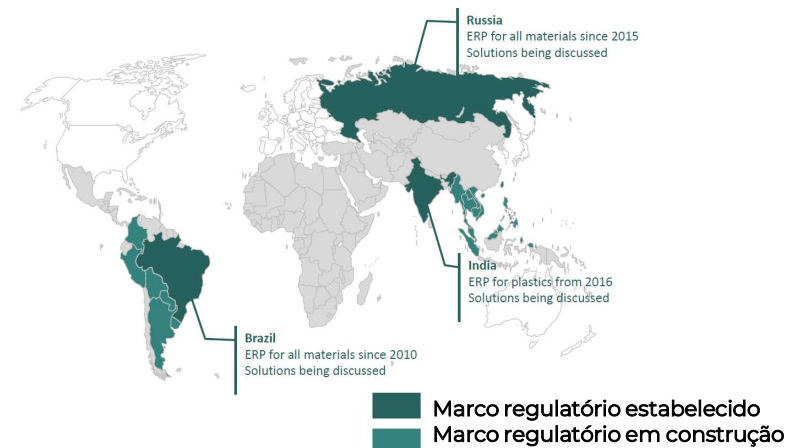 Russia
ERP for all materials since 2015
Solutions being discussed
India
ERP for plastics from 2016
Solutions being discussed
Brazil
ERP for all materials since 2010
Solutions being discussed
Marco regulatório estabelecido
Marco regulatório em construção